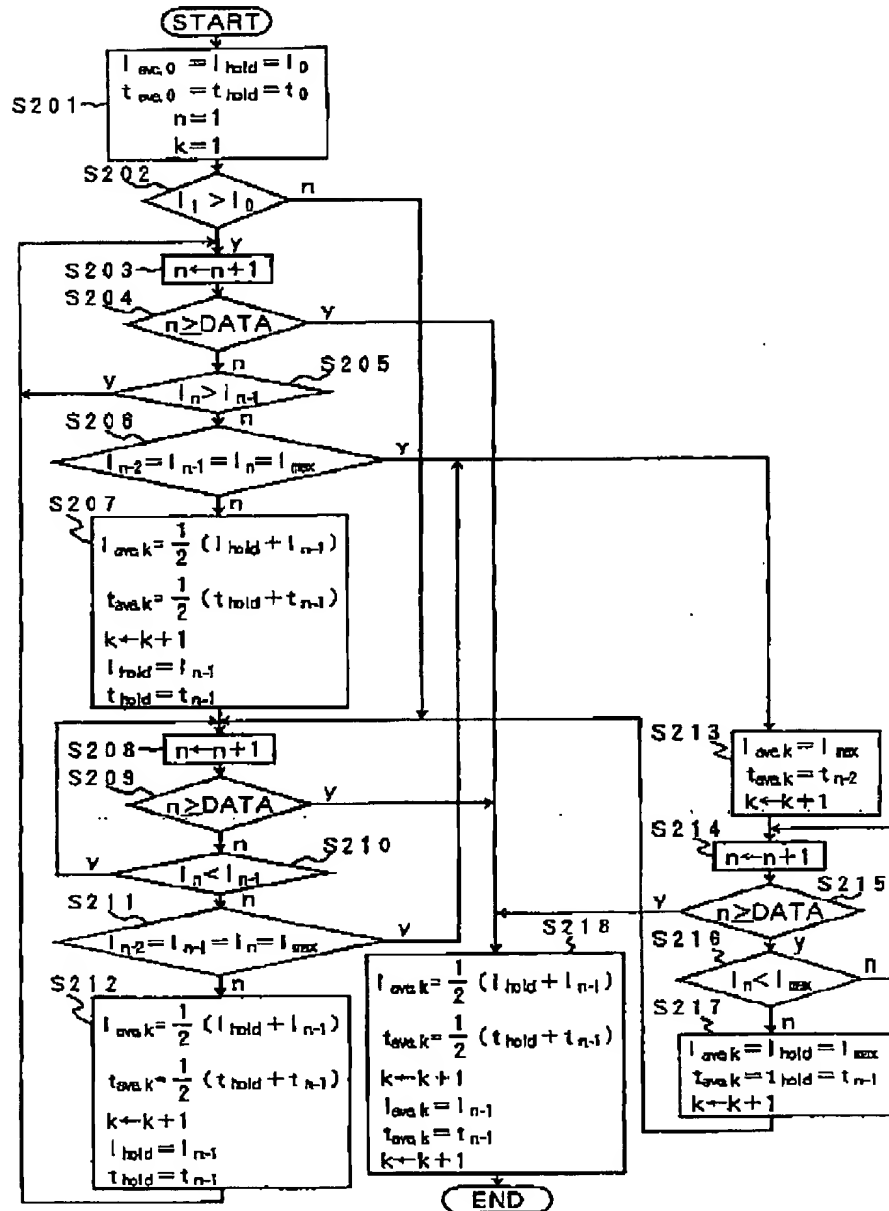 START
S201
I ave,0 = I hold = I 0
t ave,0 = t hold = t 0
n=1
k=1
S202
I 1 > I 0
n
y
S203
n←n+1
S204
n≥DATA
y
n
S205
I n > I n-1
y
n
S206
I n-2 = I n-1 = I n = I max
y
n
S207
I ave,k = 1/2 (I hold + I n-1)
t ave,k = 1/2 (t hold + t n-1)
k←k+1
I hold = I n-1
t hold = t n-1
S208
n←n+1
S209
n≥DATA
y
n
S210
I n < I n-1
y
n
S211
I n-2 = I n-1 = I n = I max
y
n
S212
I ave,k = 1/2 (I hold + I n-1)
t ave,k = 1/2 (t hold + t n-1)
k←k+1
I hold = I n-1
t hold = t n-1
S213
I ave,k = I max
t ave,k = t n-2
k←k+1
S214
n←n+1
S215
n≥DATA
y
y
S216
I n < I max
n
n
S217
I ave,k = I hold = I max
t ave,k = t hold = t n-1
k←k+1
S218
I ave,k = 1/2 (I hold + I n-1)
t ave,k = 1/2 (t hold + t n-1)
k←k+1
I ave,k = I n-1
t ave,k = t n-1
k←k+1
END